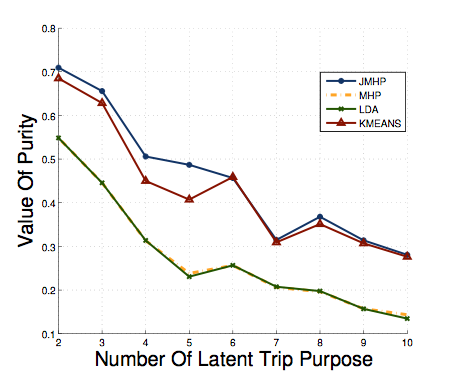 0.8
0.7
0.6
0.5
0.4
0.3
0.2
0.1
Value Of Purity
JMHP
MHP
LDA
KMEANS
2 3 4 5 6 7 8 9 10
Number Of Latent Trip Purpose